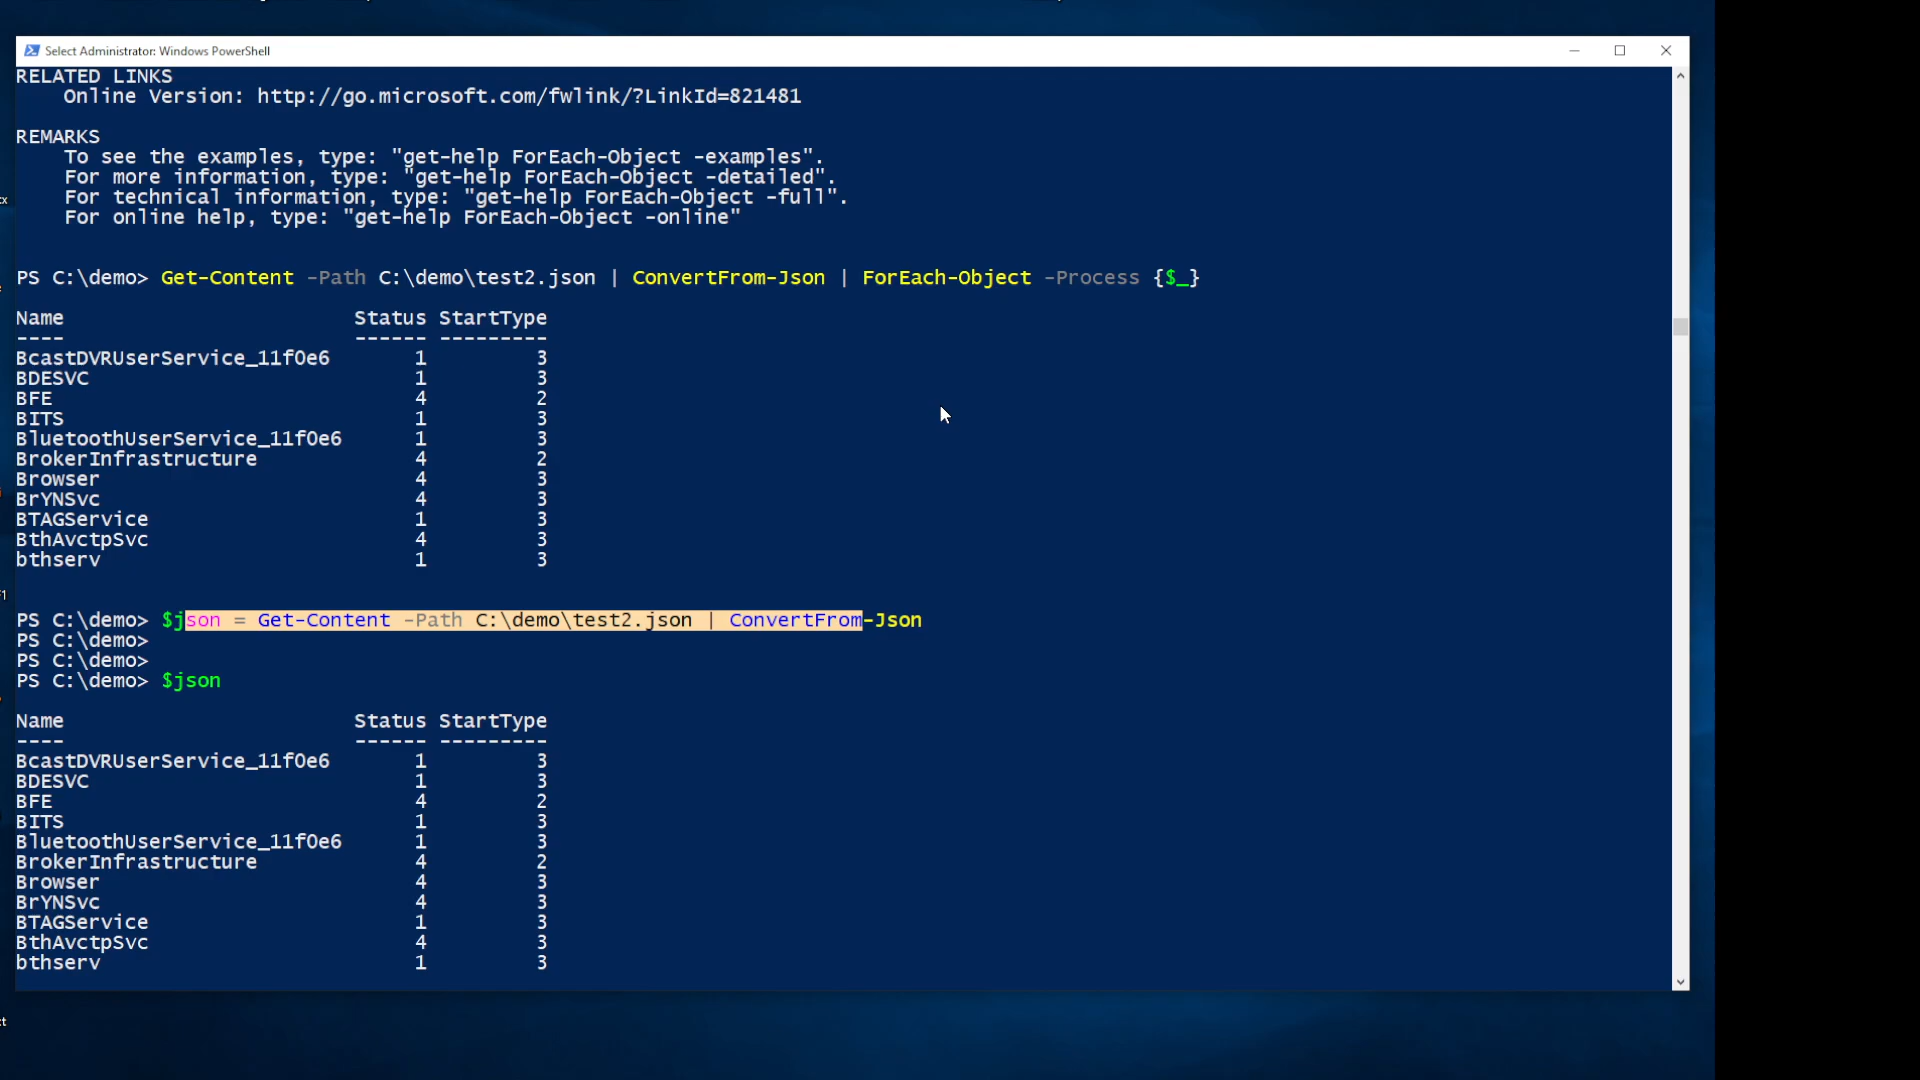 Select Administrator: Windows PowerShell
RELATED LINKS
    Online Version: http://go.microsoft.com/fwlink/?LinkId=821481
REMARKS
    To see the examples, type: "get-help ForEach-Object -examples".
    For more information, type: "get-help ForEach-Object -detailed".
    For technical information, type: "get-help ForEach-Object -full".
    For online help, type: "get-help ForEach-Object -online"
PS C:\demo> Get-Content -Path C:\demo\test2.json | ConvertFrom-Json | ForEach-Object -Process {$_}
Name                        Status StartType
----                        ------ ---------
BcastDVRUserService_11f0e6       1         3
BDESVC                           1         3
BFE                              4         2
BITS                             1         3
BluetoothUserService_11f0e6      1         3
BrokerInfrastructure             4         2
Browser                          4         3
BrYNSvc                          4         3
BTAGService                      1         3
BthAvctpSvc                      4         3
bthserv                          1         3
PS C:\demo> $json = Get-Content -Path C:\demo\test2.json | ConvertFrom-Json
PS C:\demo>
PS C:\demo>
PS C:\demo> $json
Name                        Status StartType
----                        ------ ---------
BcastDVRUserService_11f0e6       1         3
BDESVC                           1         3
BFE                              4         2
BITS                             1         3
BluetoothUserService_11f0e6      1         3
BrokerInfrastructure             4         2
Browser                          4         3
BrYNSvc                          4         3
BTAGService                      1         3
BthAvctpSvc                      4         3
bthserv                          1         3